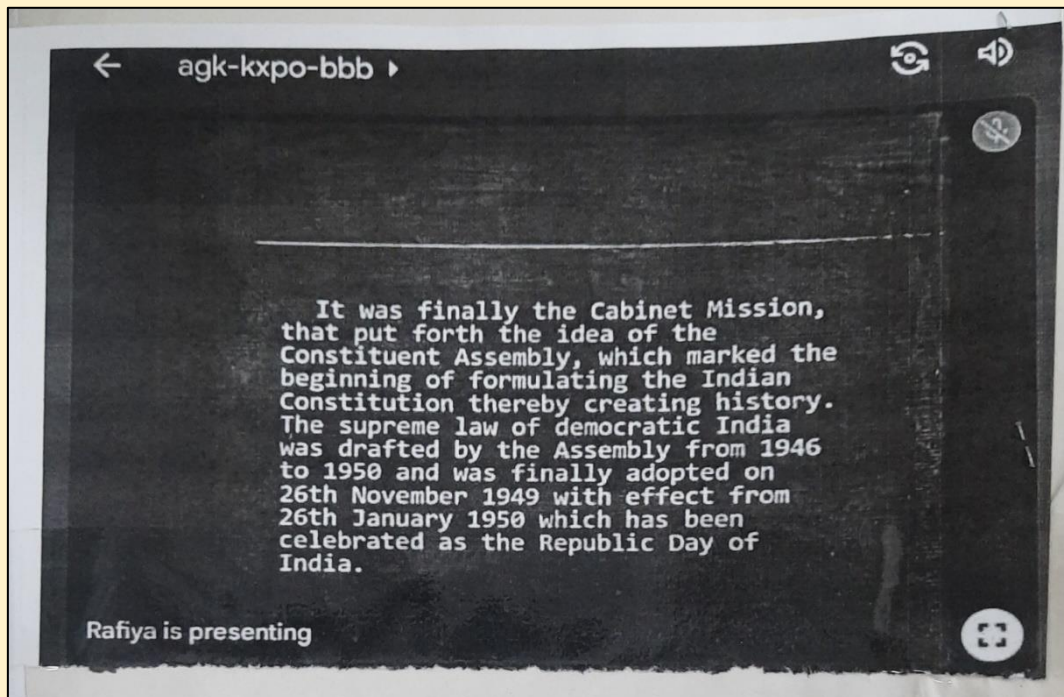 agk-kxpo-bbb
It was finally the Cabinet Mission,
that put forth the idea of the
Constituent Assembly, which marked the
beginning of formulating the Indian
Constitution thereby creating history.
The supreme law of democratic India
was drafted by the Assembly from 1946
to 1950 and was finally adopted on
26th November 1949 with effect from
26th January 1950 which has been
celebrated as the Republic Day of
India.
Rafiya is presenting